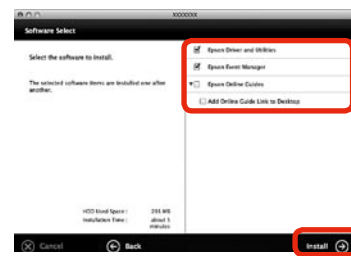 XXXXXXX
Software Select
Select the software to install.
The selected software items are installed one after
another.
Epson Driver and Utilities
Epson Event Manager
Epson Online Guides
Add Online Guide Link to Desktop
HDD Used Space :
Installation Time : about 5
minutes
Cancel
Back
Install